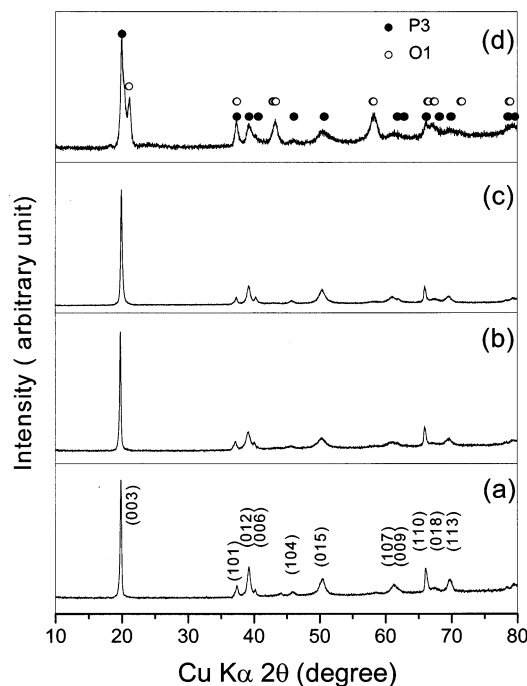 P3
O1
(d)
(c)
(b)
(a)
Intensity ( arbitrary unit)
(003)
(101)
(012)
(006)
(104)
(015)
(107)
(009)
(110)
(018)
(113)
10 20 30 40 50 60 70 80
Cu Kα 2θ (degree)